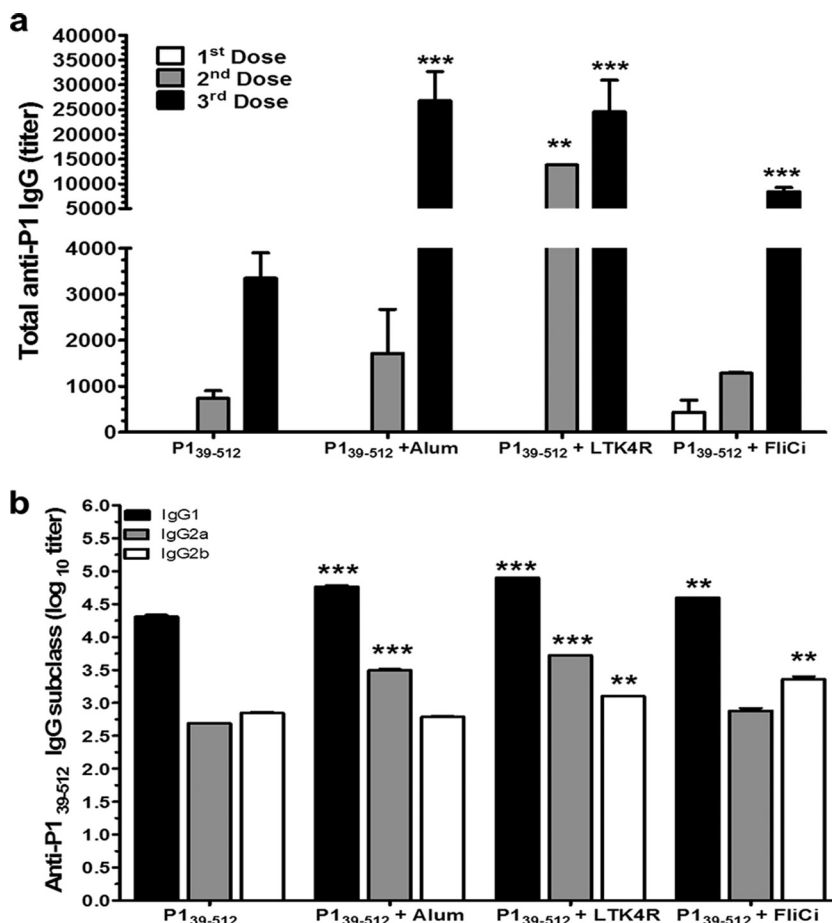 a
Total anti-P1 IgG (titer)
40000
35000
30000
25000
20000
15000
10000
5000
4000
3000
2000
1000
0
1st Dose
2nd Dose
3rd Dose
***
**
***
***
P139-512
P139-512 +Alum
P139-512 + LTK4R
P139-512 + FliCi
b
Anti-P1 39-512 IgG subclass (log 10 titer)
6.0
5.5
5.0
4.5
4.0
3.5
3.0
2.5
2.0
1.5
1.0
0.5
0.0
IgG1
IgG2a
IgG2b
***
***
***
***
**
**
**
P139-512
P139-512 + Alum
P139-512 + LTK4R
P139-512 + FliCi